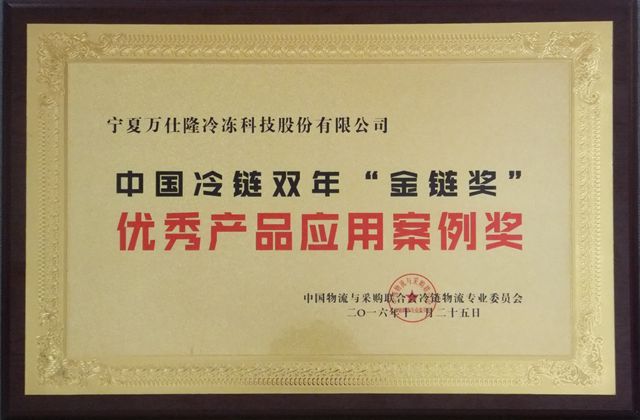 宁夏万仕隆冷冻科技股份有限公司
中国冷链双年“金链奖”
优秀产品应用案例奖
中国物流与采购联合会冷链物流专业委员会
二〇一六年十一月二十五日